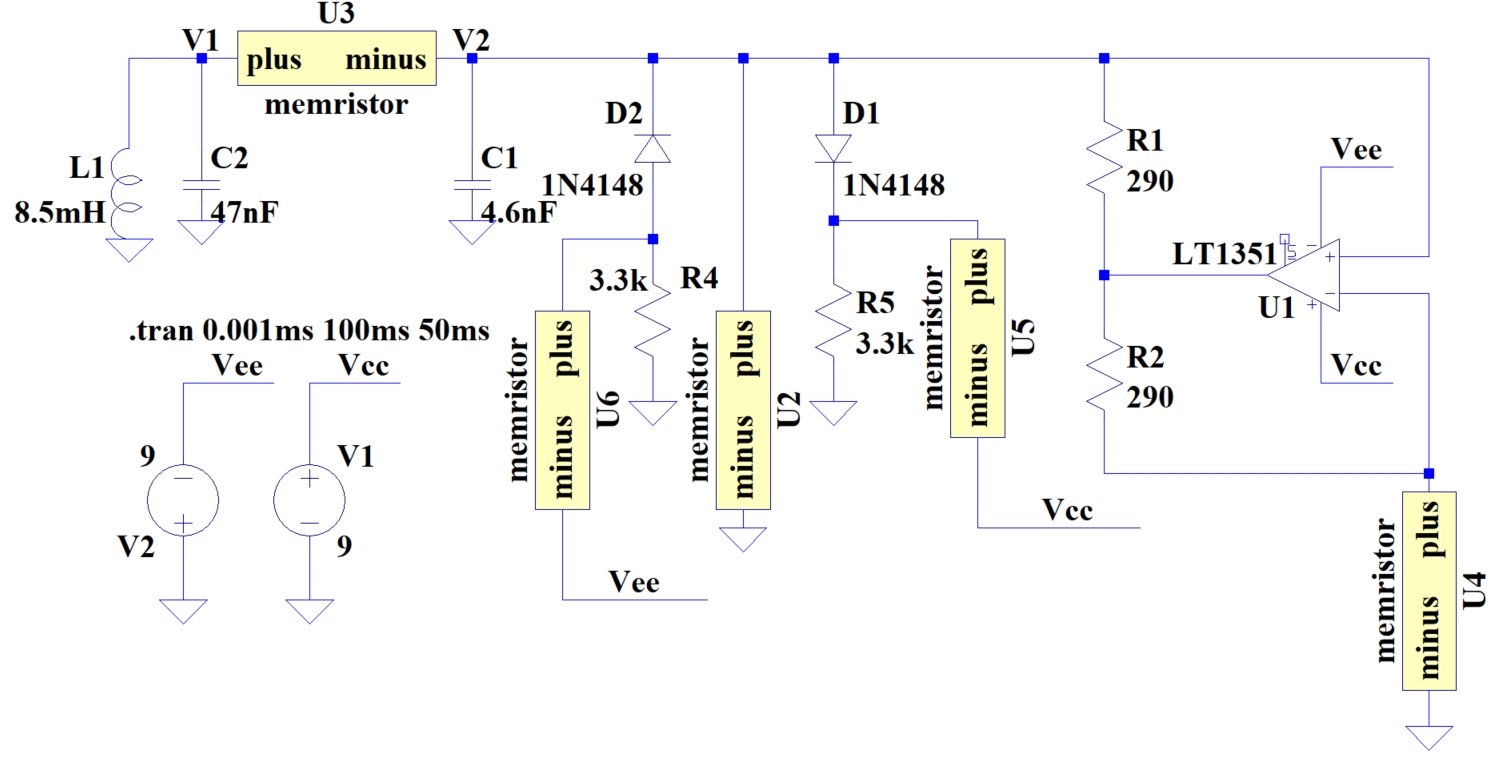 U3
V1
plus minus
V2
memristor
L1
8.5mH
C2
47nF
C1
4.6nF
D2
1N4148
D1
1N4148
R1
290
Vee
LT1351
U1
Vcc
3.3k
R4
R5
3.3k
R2
290
memristor
minus plus
U6
memristor
minus plus
U2
memristor
minus plus
U5
memristor
minus plus
U4
.tran 0.001ms 100ms 50ms
Vee
Vcc
9
V2
V1
9
Vee
Vcc